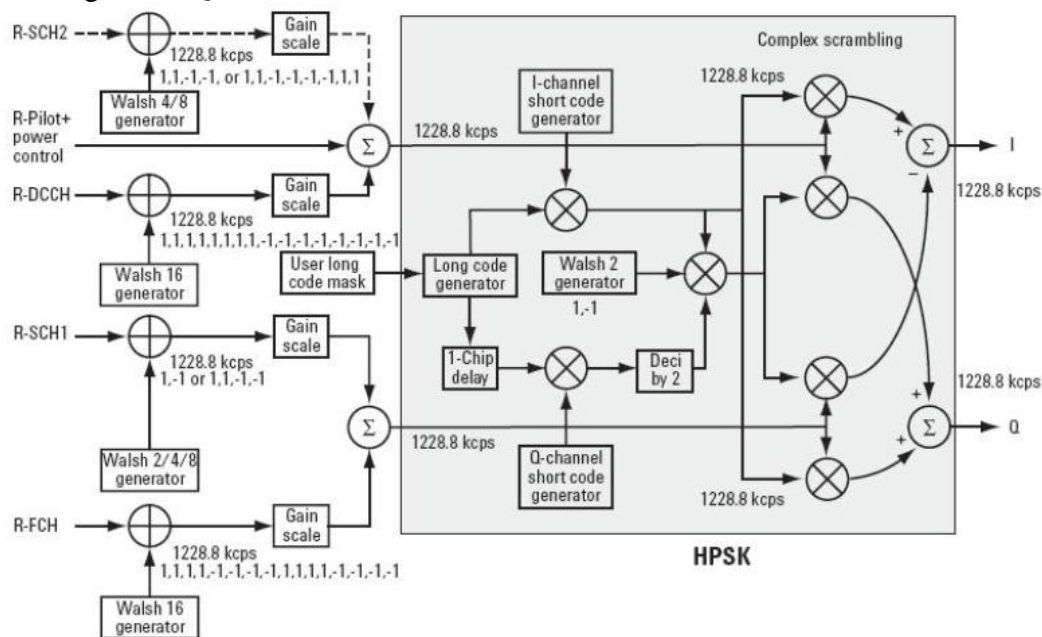 R-SCH2
Gain
scale
Complex scrambling
1228.8 kcps
1,1,-1,-1, or 1,1,-1,-1,-1,-1,1,1
Walsh 4/8
generator
I-channel
short code
generator
1228.8 kcps
R-Pilot+
power
control
Σ
1228.8 kcps
+
−
I
1228.8 kcps
R-DCCH
Gain
scale
1228.8 kcps
1,1,1,1,1,1,1,1,-1,-1,-1,-1,-1,-1,-1,-1
Walsh 16
generator
User long
code mask
Long code
generator
Walsh 2
generator
1,-1
R-SCH1
Gain
scale
1228.8 kcps
1,-1 or 1,1,-1,-1
1-Chip
delay
Deci
by 2
1228.8 kcps
Σ
1228.8 kcps
+
+
Σ
Q
Walsh 2/4/8
generator
Q-channel
short code
generator
1228.8 kcps
R-FCH
Gain
scale
1228.8 kcps
1,1,1,1,-1,-1,-1,-1,1,1,1,1,-1,-1,-1,-1
HPSK
Walsh 16
generator